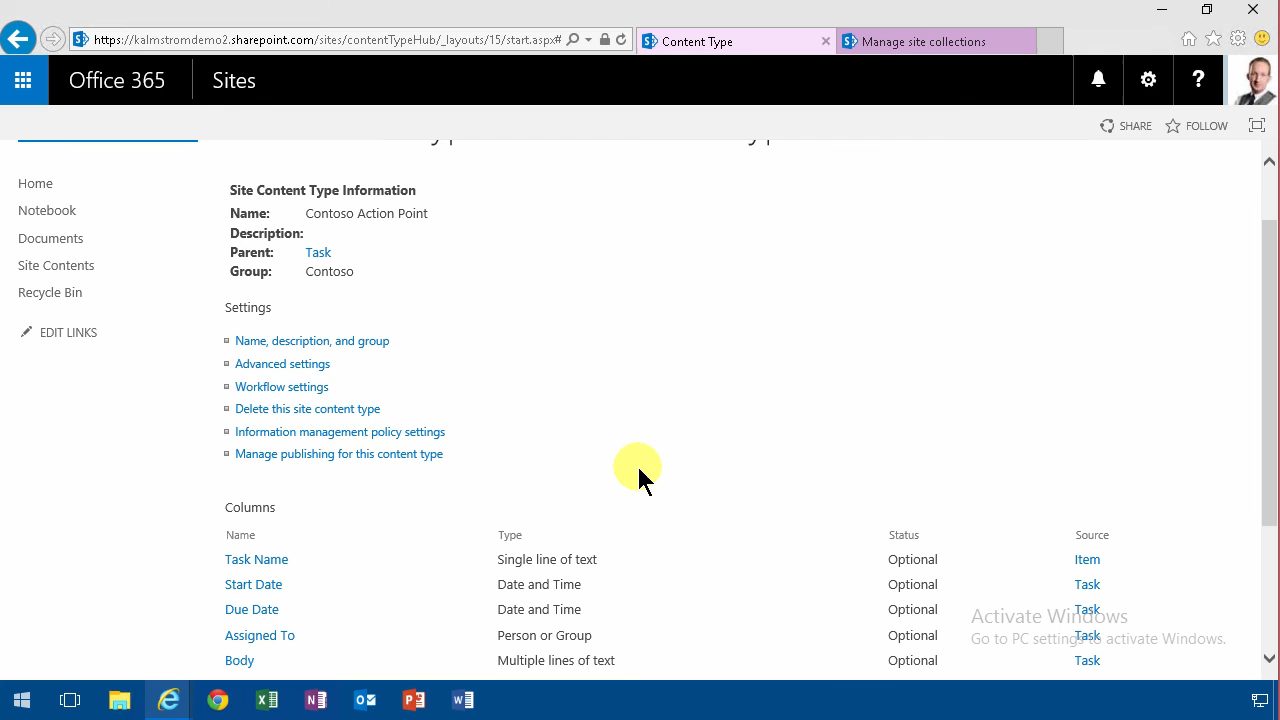 https://kalmstromdemo2.sharepoint.com/sites/contentTypeHub/_layouts/15/start.aspx#
Content Type
Manage site collections
Office 365 Sites
?
SHARE FOLLOW
Home
Notebook
Documents
Site Contents
Recycle Bin
EDIT LINKS
Site Content Type Information
Name: Contoso Action Point
Description:
Parent: Task
Group: Contoso
Settings
Name, description, and group
Advanced settings
Workflow settings
Delete this site content type
Information management policy settings
Manage publishing for this content type
Columns
Name Type Status Source
Task Name Single line of text Optional Item
Start Date Date and Time Optional Task
Due Date Date and Time Optional Task
Assigned To Person or Group Optional Task
Body Multiple lines of text Optional Task
Activate Windows
Go to PC settings to activate Windows.